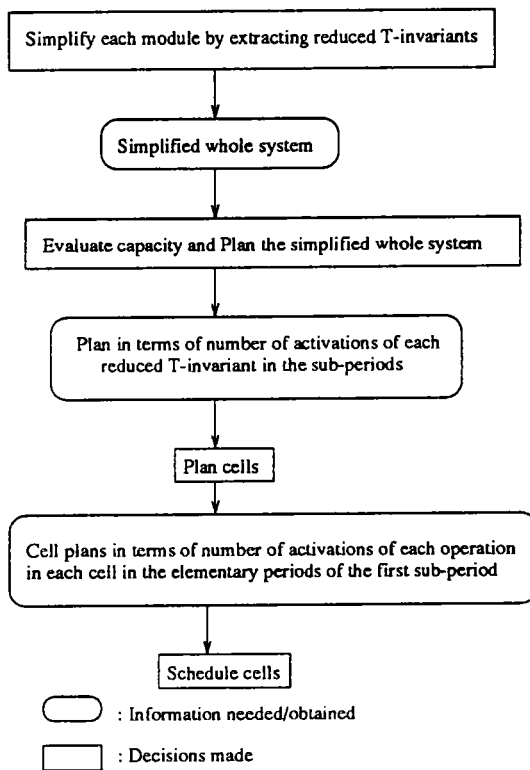 Simplify each module by extracting reduced T-invariants
Simplified whole system
Evaluate capacity and Plan the simplified whole system
Plan in terms of number of activations of each
reduced T-invariant in the sub-periods
Plan cells
Cell plans in terms of number of activations of each operation
in each cell in the elementary periods of the first sub-period
Schedule cells
: Information needed/obtained
: Decisions made